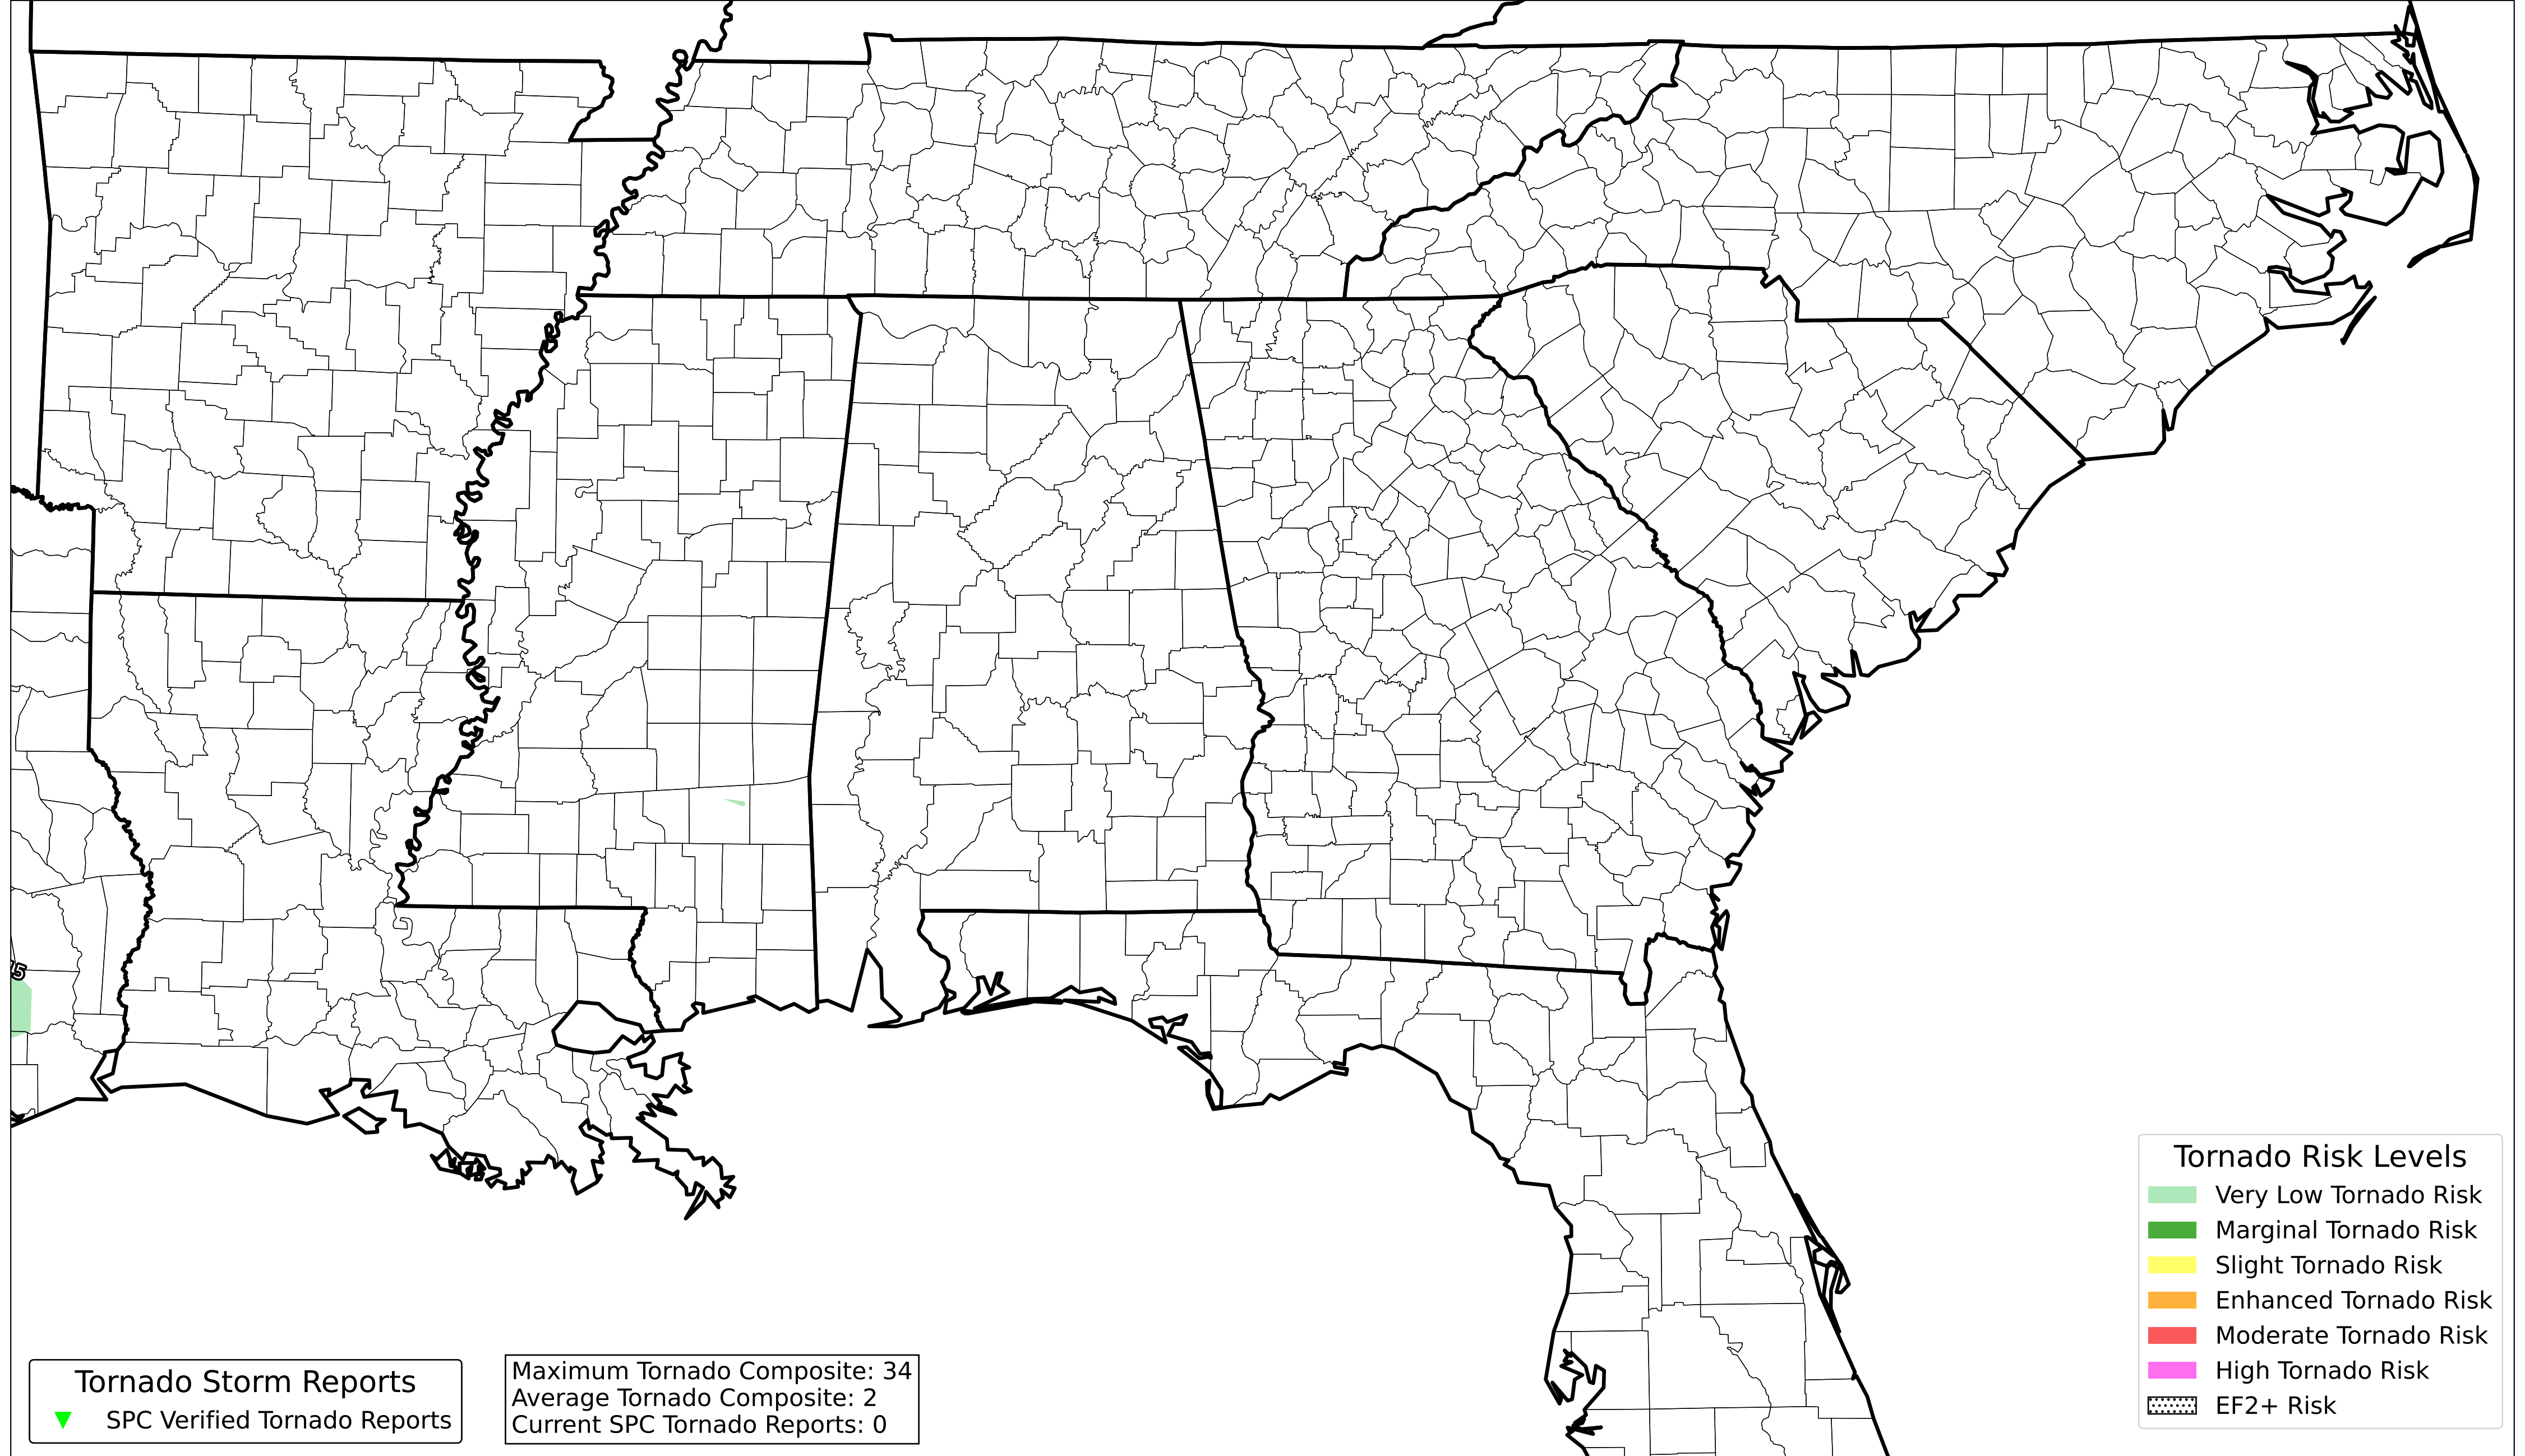 5
Tornado Risk Levels
Very Low Tornado Risk
Marginal Tornado Risk
Slight Tornado Risk
Enhanced Tornado Risk
Moderate Tornado Risk
High Tornado Risk
EF2+ Risk
Tornado Storm Reports
SPC Verified Tornado Reports
Maximum Tornado Composite: 34
Average Tornado Composite: 2
Current SPC Tornado Reports: 0